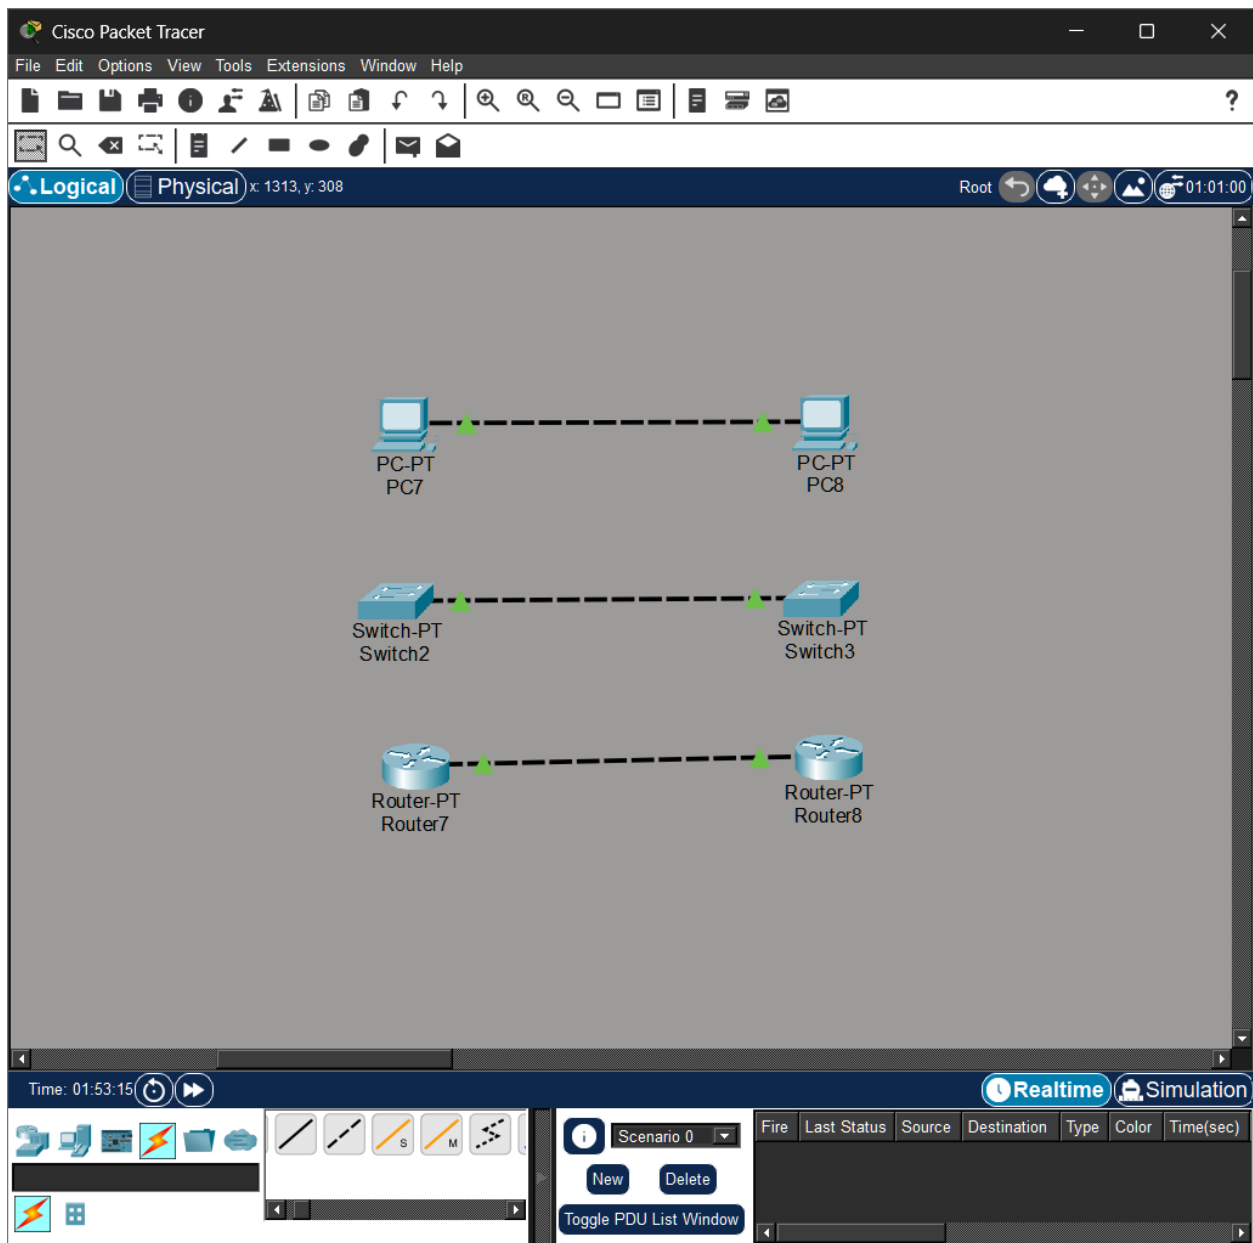 Cisco Packet Tracer
File Edit Options View Tools Extensions Window Help
?
Logical Physical x: 1313, y: 308 Root 01:01:00
PC-PT
PC7
PC-PT
PC8
Switch-PT
Switch2
Switch-PT
Switch3
Router-PT
Router7
Router-PT
Router8
Time: 01:53:15 Realtime Simulation
S M
Scenario 0
New Delete
Toggle PDU List Window
Fire Last Status Source Destination Type Color Time(sec)